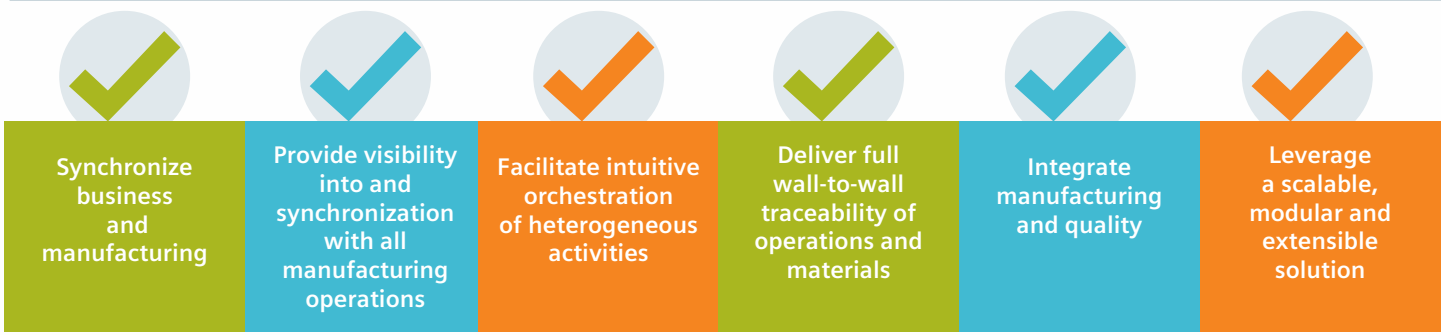 Synchronize
business
and
manufacturing
Provide visibility
into and
synchronization
with all
manufacturing
operations
Facilitate intuitive
orchestration
of heterogeneous
activities
Deliver full
wall-to-wall
traceability of
operations and
materials
Integrate
manufacturing
and quality
Leverage
a scalable,
modular and
extensible
solution